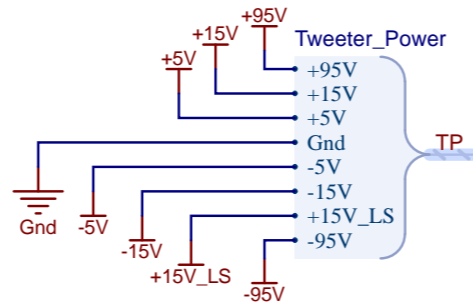 +95V
+15V
+5V
Tweeter_Power
+95V
+15V
+5V
Gnd
-5V
-15V
+15V_LS
-95V
TP
Gnd
-5V
-15V
+15V_LS
-95V